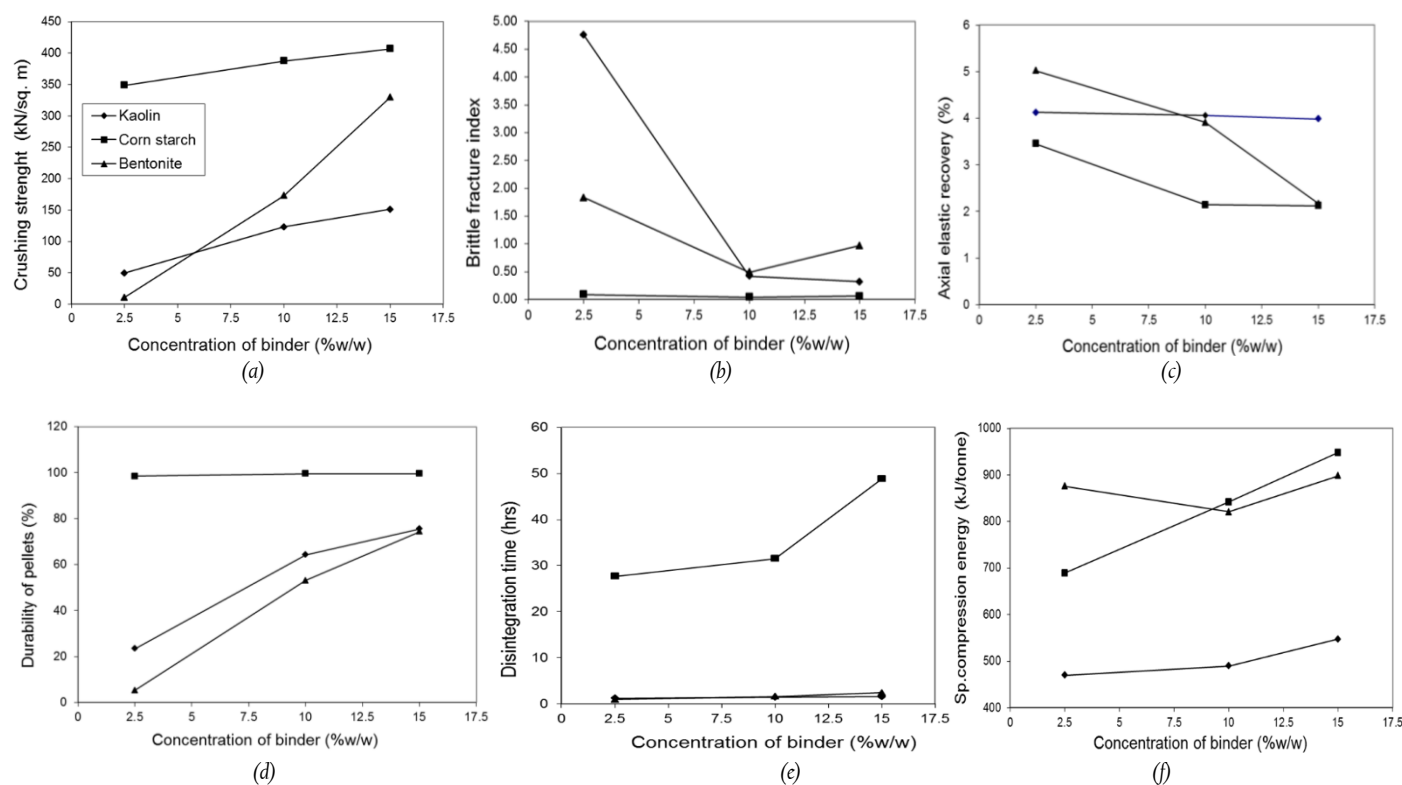 Crushing strenght (kN/sq. m)
450
400
350
300
250
200
150
100
50
0
Kaolin
Corn starch
Bentonite
0 2.5 5 7.5 10 12.5 15 17.5
Concentration of binder (%w/w)
(a)
Brittle fracture index
5.00
4.50
4.00
3.50
3.00
2.50
2.00
1.50
1.00
0.50
0.00
0 2.5 5 7.5 10 12.5 15 17.5
Concentration of binder (%w/w)
(b)
Axial elastic recovery (%)
6
5
4
3
2
1
0
0 2.5 5 7.5 10 12.5 15 17.5
Concentration of binder (%w/w)
(c)
Durability of pellets (%)
120
100
80
60
40
20
0
0 2.5 5 7.5 10 12.5 15 17.5
Concentration of binder (%w/w)
(d)
Disintegration time (hrs)
60
50
40
30
20
10
0
0 2.5 5 7.5 10 12.5 15 17.5
Concentration of binder (%w/w)
(e)
Sp.compression energy (kJ/tonne)
1000
900
800
700
600
500
400
0 2.5 5 7.5 10 12.5 15 17.5
Concentration of binder (%w/w)
(f)